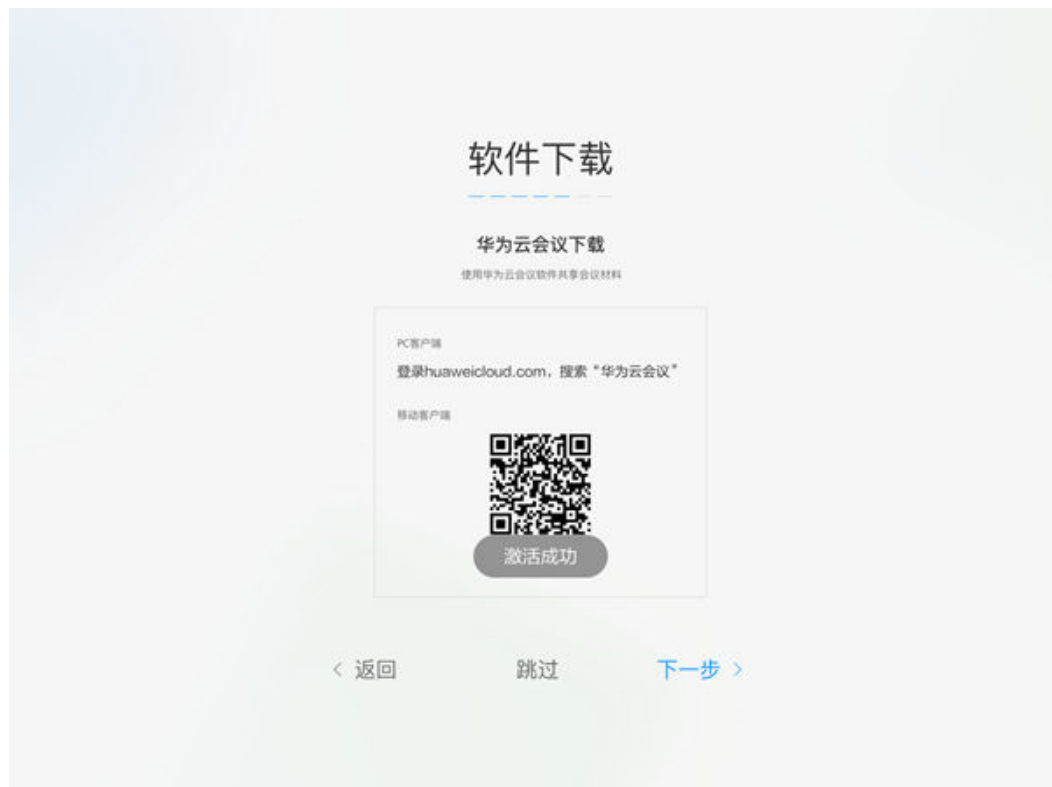 软件下载
华为云会议下载
使用华为云会议软件共享会议材料
PC客户端
登录huaweicloud.com，搜索“华为云会议”
移动客户端
激活成功
< 返回
跳过
下一步 >